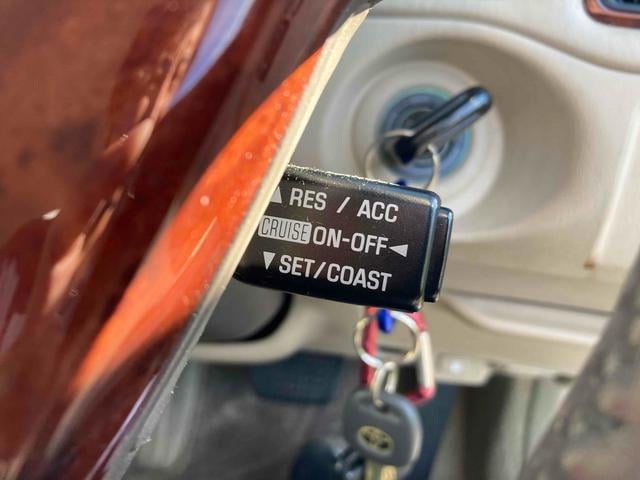 ▲ RES / ACC
CRUISE ON-OFF ◄
▼ SET/COAST